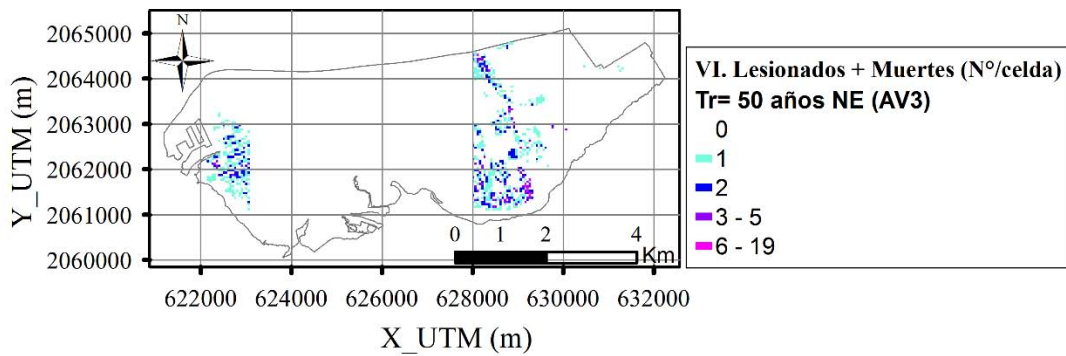 N
2065000
2064000
2063000
2062000
2061000
2060000
Y_UTM (m)
0 1 2 4
Km
622000 624000 626000 628000 630000 632000
X_UTM (m)
VI. Lesionados + Muertes (N°/celda)
Tr= 50 años NE (AV3)
0
1
2
3 - 5
6 - 19